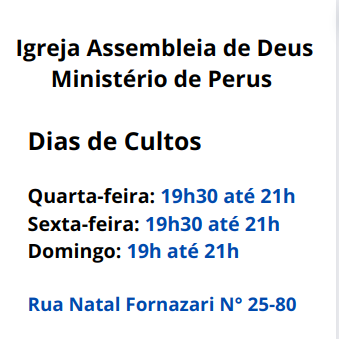 Igreja Assembleia de Deus
Ministério de Perus
Dias de Cultos
Quarta-feira: 19h30 até 21h
Sexta-feira: 19h30 até 21h
Domingo: 19h até 21h
Rua Natal Fornazari N° 25-80